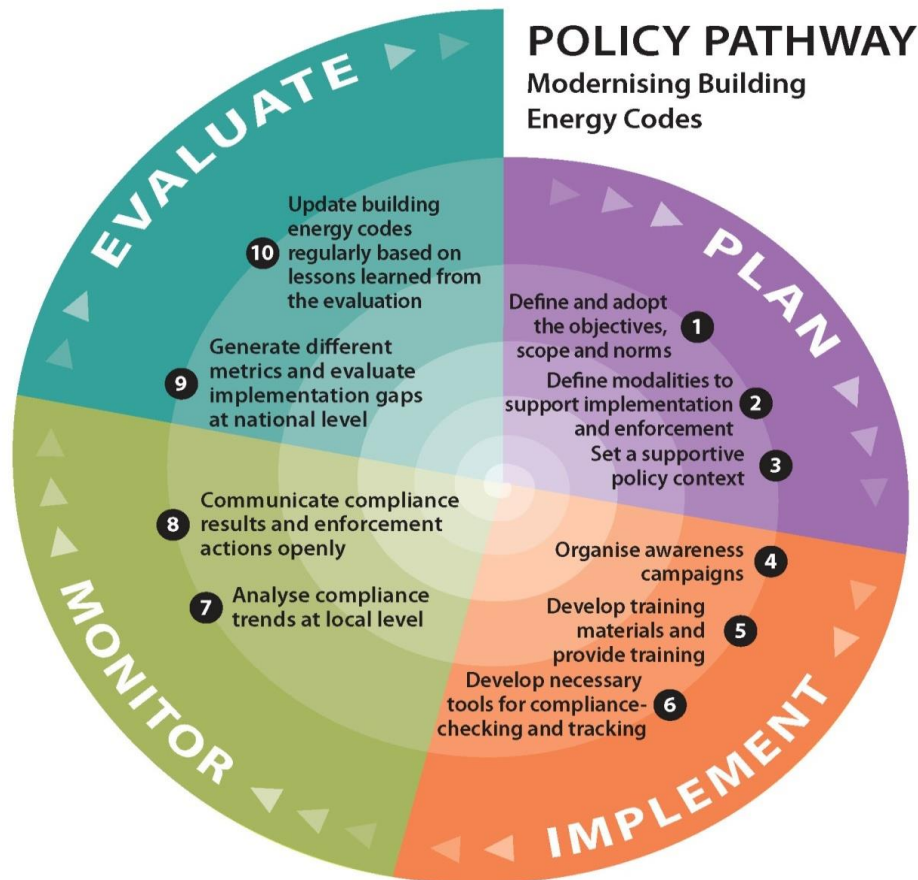 POLICY PATHWAY
Modernising Building
Energy Codes
PLAN
1
Define and adopt
the objectives,
scope and norms
2
Define modalities to
support implementation
and enforcement
3
Set a supportive
policy context
IMPLEMENT
4
Organise awareness
campaigns
5
Develop training
materials and
provide training
6
Develop necessary
tools for compliance-
checking and tracking
MONITOR
7
Analyse compliance
trends at local level
8
Communicate compliance
results and enforcement
actions openly
EVALUATE
9
Generate different
metrics and evaluate
implementation gaps
at national level
10
Update building
energy codes
regularly based on
lessons learned from
the evaluation